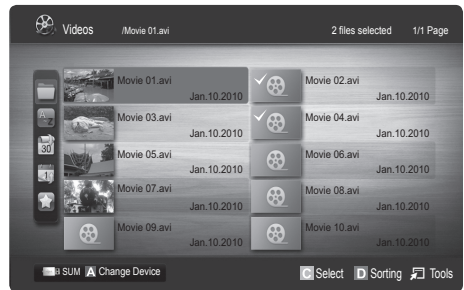 Videos /Movie 01.avi 2 files selected 1/1 Page
Movie 01.avi Movie 02.avi
Jan.10.2010 Jan.10.2010
Movie 03.avi Movie 04.avi
Jan.10.2010 Jan.10.2010
Movie 05.avi Movie 06.avi
Jan.10.2010 Jan.10.2010
Movie 07.avi Movie 08.avi
Jan.10.2010 Jan.10.2010
Movie 09.avi Movie 10.avi
Jan.10.2010 Jan.10.2010
SUM A Change Device C Select D Sorting Tools